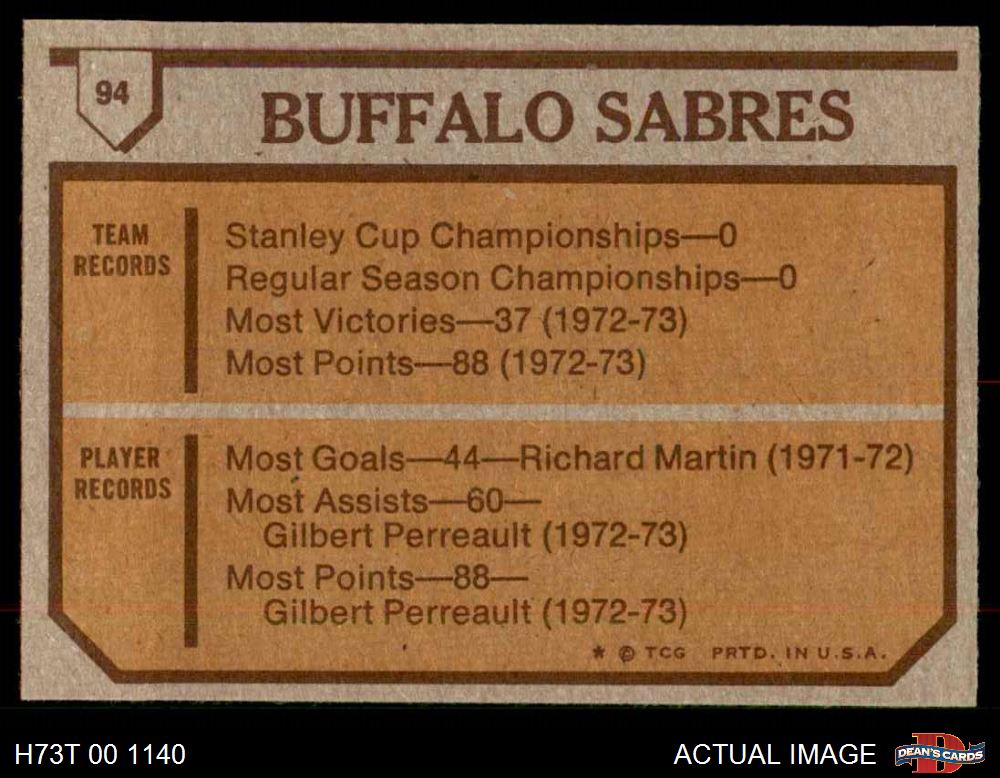 94
BUFFALO SABRES
TEAM
RECORDS
Stanley Cup Championships—0
Regular Season Championships—0
Most Victories—37 (1972-73)
Most Points—88 (1972-73)
PLAYER
RECORDS
Most Goals—44—Richard Martin (1971-72)
Most Assists—60—
Gilbert Perreault (1972-73)
Most Points—88—
Gilbert Perreault (1972-73)
* © TCG PRTD. IN U.S.A.
H73T 00 1140
ACTUAL IMAGE
D
DEAN'S CARDS